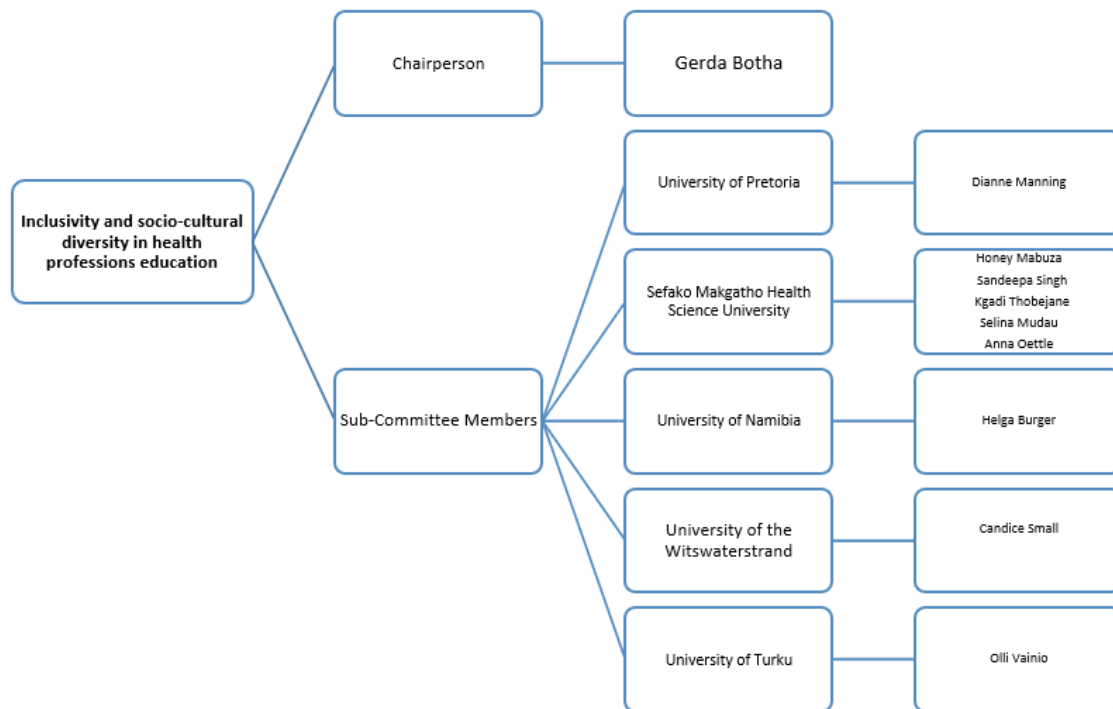 Inclusivity and socio-cultural
diversity in health
professions education
Chairperson
Gerda Botha
Sub-Committee Members
University of Pretoria
Dianne Manning
Sefako Makgatho Health
Science University
Honey Mabuza
Sandeepa Singh
Kgadi Thobejane
Selina Mudau
Anna Oettle
University of Namibia
Helga Burger
University of the
Witswaterstrand
Candice Small
University of Turku
Olli Vainio